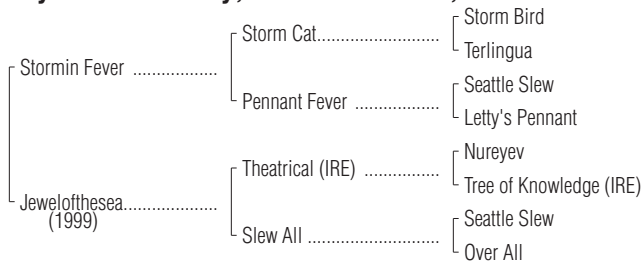 Storm Bird
Storm Cat
Terlingua
Stormin Fever
Seattle Slew
Pennant Fever
Letty's Pennant
Nureyev
Theatrical (IRE)
Tree of Knowledge (IRE)
Jewelofthesea
(1999)
Seattle Slew
Slew All
Over All